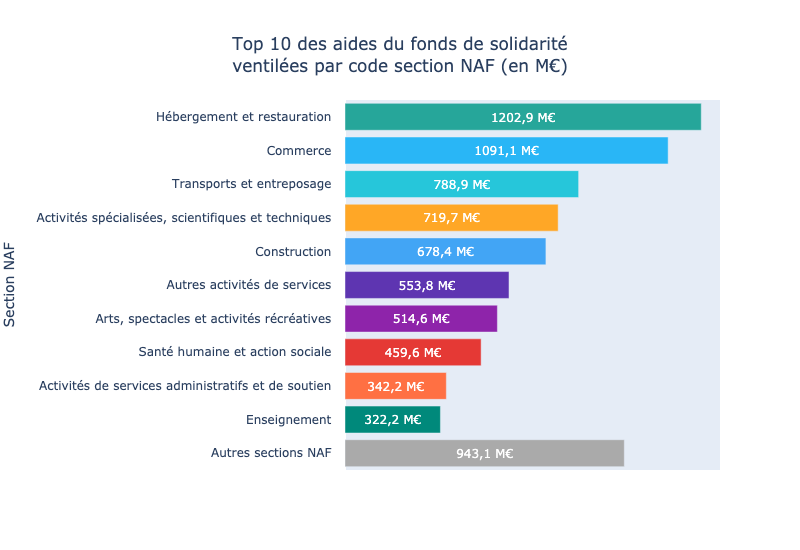 Top 10 des aides du fonds de solidarité
ventilées par code section NAF (en M€)
Section NAF
Hébergement et restauration 1202,9 M€
Commerce 1091,1 M€
Transports et entreposage 788,9 M€
Activités spécialisées, scientifiques et techniques 719,7 M€
Construction 678,4 M€
Autres activités de services 553,8 M€
Arts, spectacles et activités récréatives 514,6 M€
Santé humaine et action sociale 459,6 M€
Activités de services administratifs et de soutien 342,2 M€
Enseignement 322,2 M€
Autres sections NAF 943,1 M€